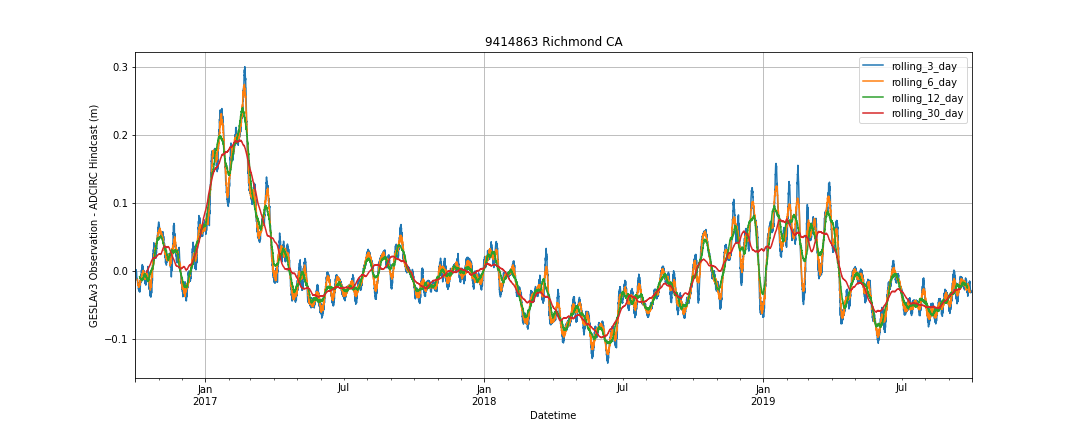 9414863 Richmond CA
rolling_3_day
rolling_6_day
rolling_12_day
rolling_30_day
GESLAv3 Observation - ADCIRC Hindcast (m)
0.3
0.2
0.1
0.0
−0.1
Jan
2017
Jul
Jan
2018
Jul
Jan
2019
Jul
Datetime